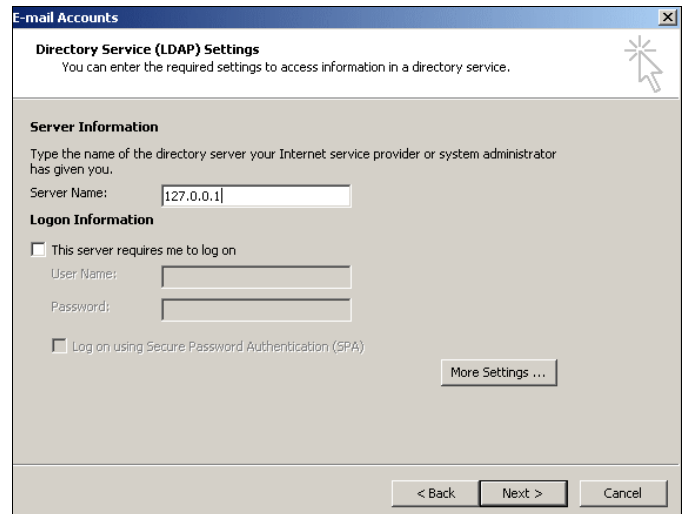 E-mail Accounts
Directory Service (LDAP) Settings
You can enter the required settings to access information in a directory service.
Server Information
Type the name of the directory server your Internet service provider or system administrator
has given you.
Server Name: 127.0.0.1
Logon Information
This server requires me to log on
User Name:
Password:
Log on using Secure Password Authentication (SPA)
More Settings ...
< Back Next > Cancel